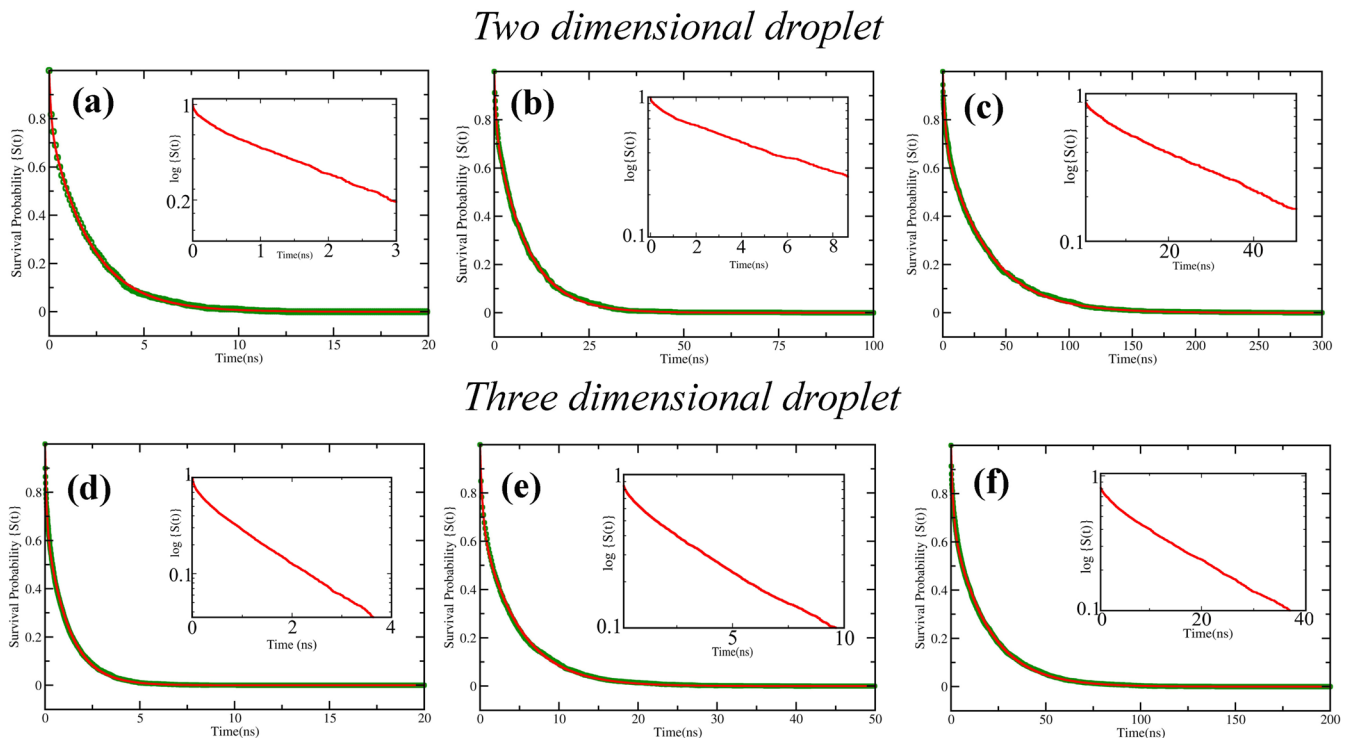 Two dimensional droplet
(a)
Survival Probability {S(t)}
0.8
0.6
0.4
0.2
0
0 5 10 15 20
Time(ns)
log {S(t)}
1
0.2
0 1 2 3
Time(ns)
(b)
Survival Probability {S(t)}
0.8
0.6
0.4
0.2
0
0 25 50 75 100
Time(ns)
log{S(t)}
1
0.1
0 2 4 6 8
Time(ns)
(c)
Survival Probability {S(t)}
0.8
0.6
0.4
0.2
0
0 50 100 150 200 250 300
Time(ns)
log{S(t)}
1
0.1
20 40
Time(ns)
Three dimensional droplet
(d)
Survival Probability {S(t)}
0.8
0.6
0.4
0.2
0
0 5 10 15 20
Time(ns)
log {S(t)}
1
0.1
0 2 4
Time (ns)
(e)
Survival Probability {S(t)}
0.8
0.6
0.4
0.2
0
0 10 20 30 40 50
Time(ns)
log {S(t)}
1
0.1
5 10
Time(ns)
(f)
Survival Probability {S(t)}
0.8
0.6
0.4
0.2
0
0 50 100 150 200
Time(ns)
log {S(t)}
1
0.1
0 20 40
Time(ns)